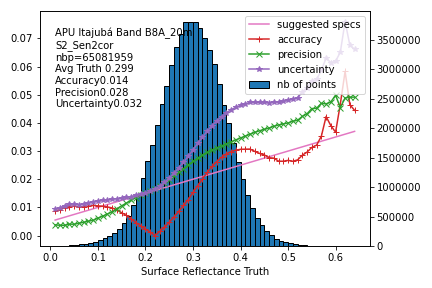 APU Itajubá Band B8A_20m
S2_Sen2cor
nbp=65081959
Avg Truth 0.299
Accuracy0.014
Precision0.028
Uncertainty0.032
suggested specs
accuracy
precision
uncertainty
nb of points
0.07
0.06
0.05
0.04
0.03
0.02
0.01
0.00
3500000
3000000
2500000
2000000
1500000
1000000
500000
0
0.0 0.1 0.2 0.3 0.4 0.5 0.6
Surface Reflectance Truth